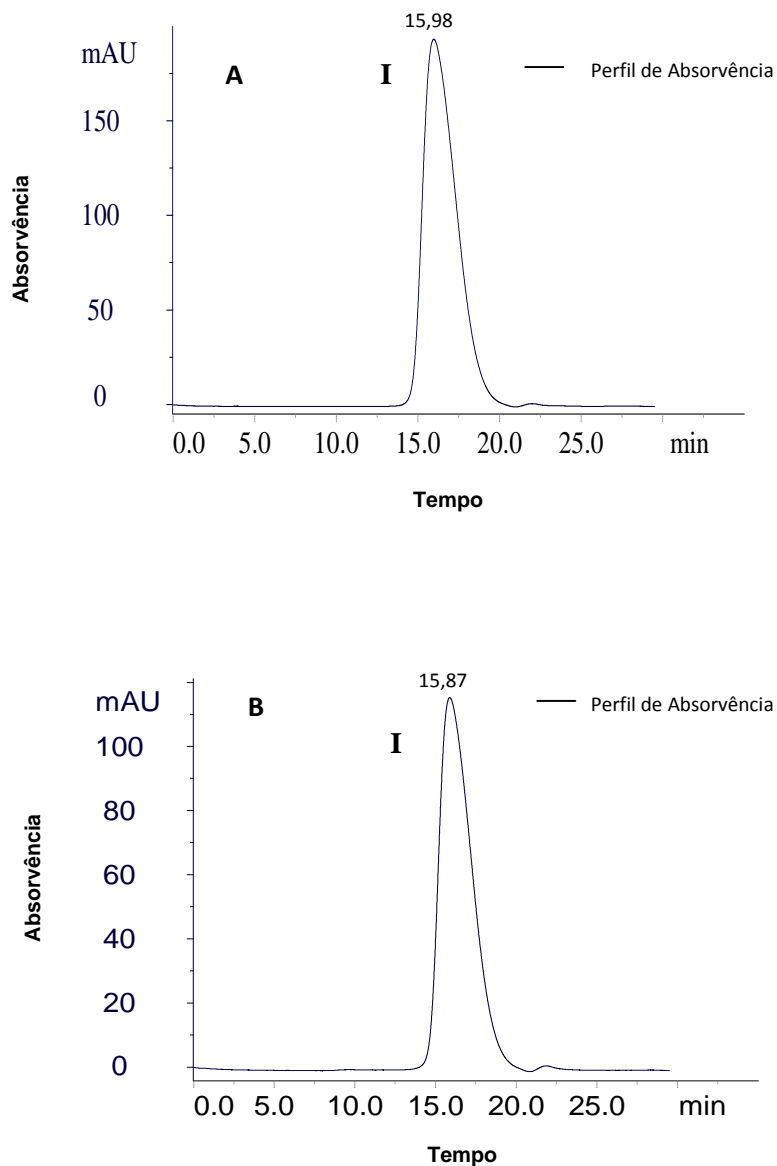 15,98
mAU
A
I
Perfil de Absorvência
150
100
50
0
Absorvência
0.0 5.0 10.0 15.0 20.0 25.0 min
Tempo
15,87
mAU
B
I
Perfil de Absorvência
100
80
60
40
20
0
Absorvência
0.0 5.0 10.0 15.0 20.0 25.0 min
Tempo